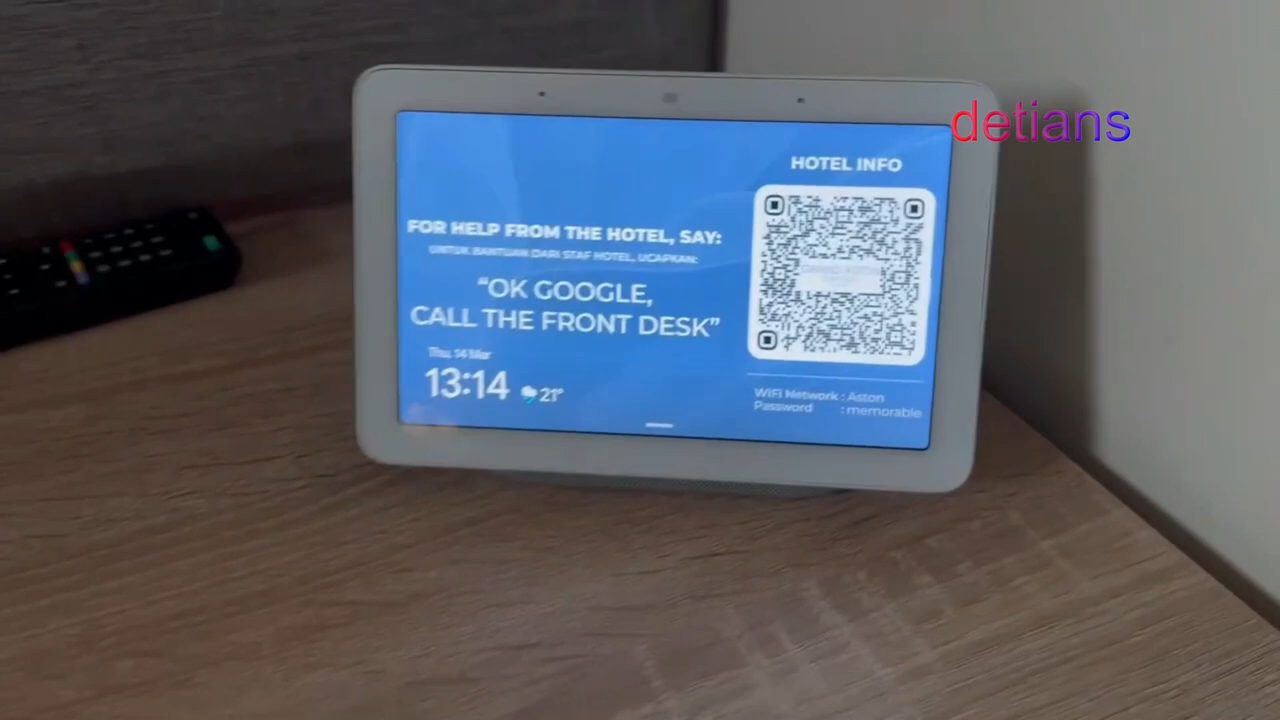 detians
HOTEL INFO
FOR HELP FROM THE HOTEL, SAY:
UNTUK BANTUAN DARI STAF HOTEL, UCAPKAN:
“OK GOOGLE,
CALL THE FRONT DESK”
Thu, 14 Mar
13:14 21°
WiFi Network : Aston
Password : memorable